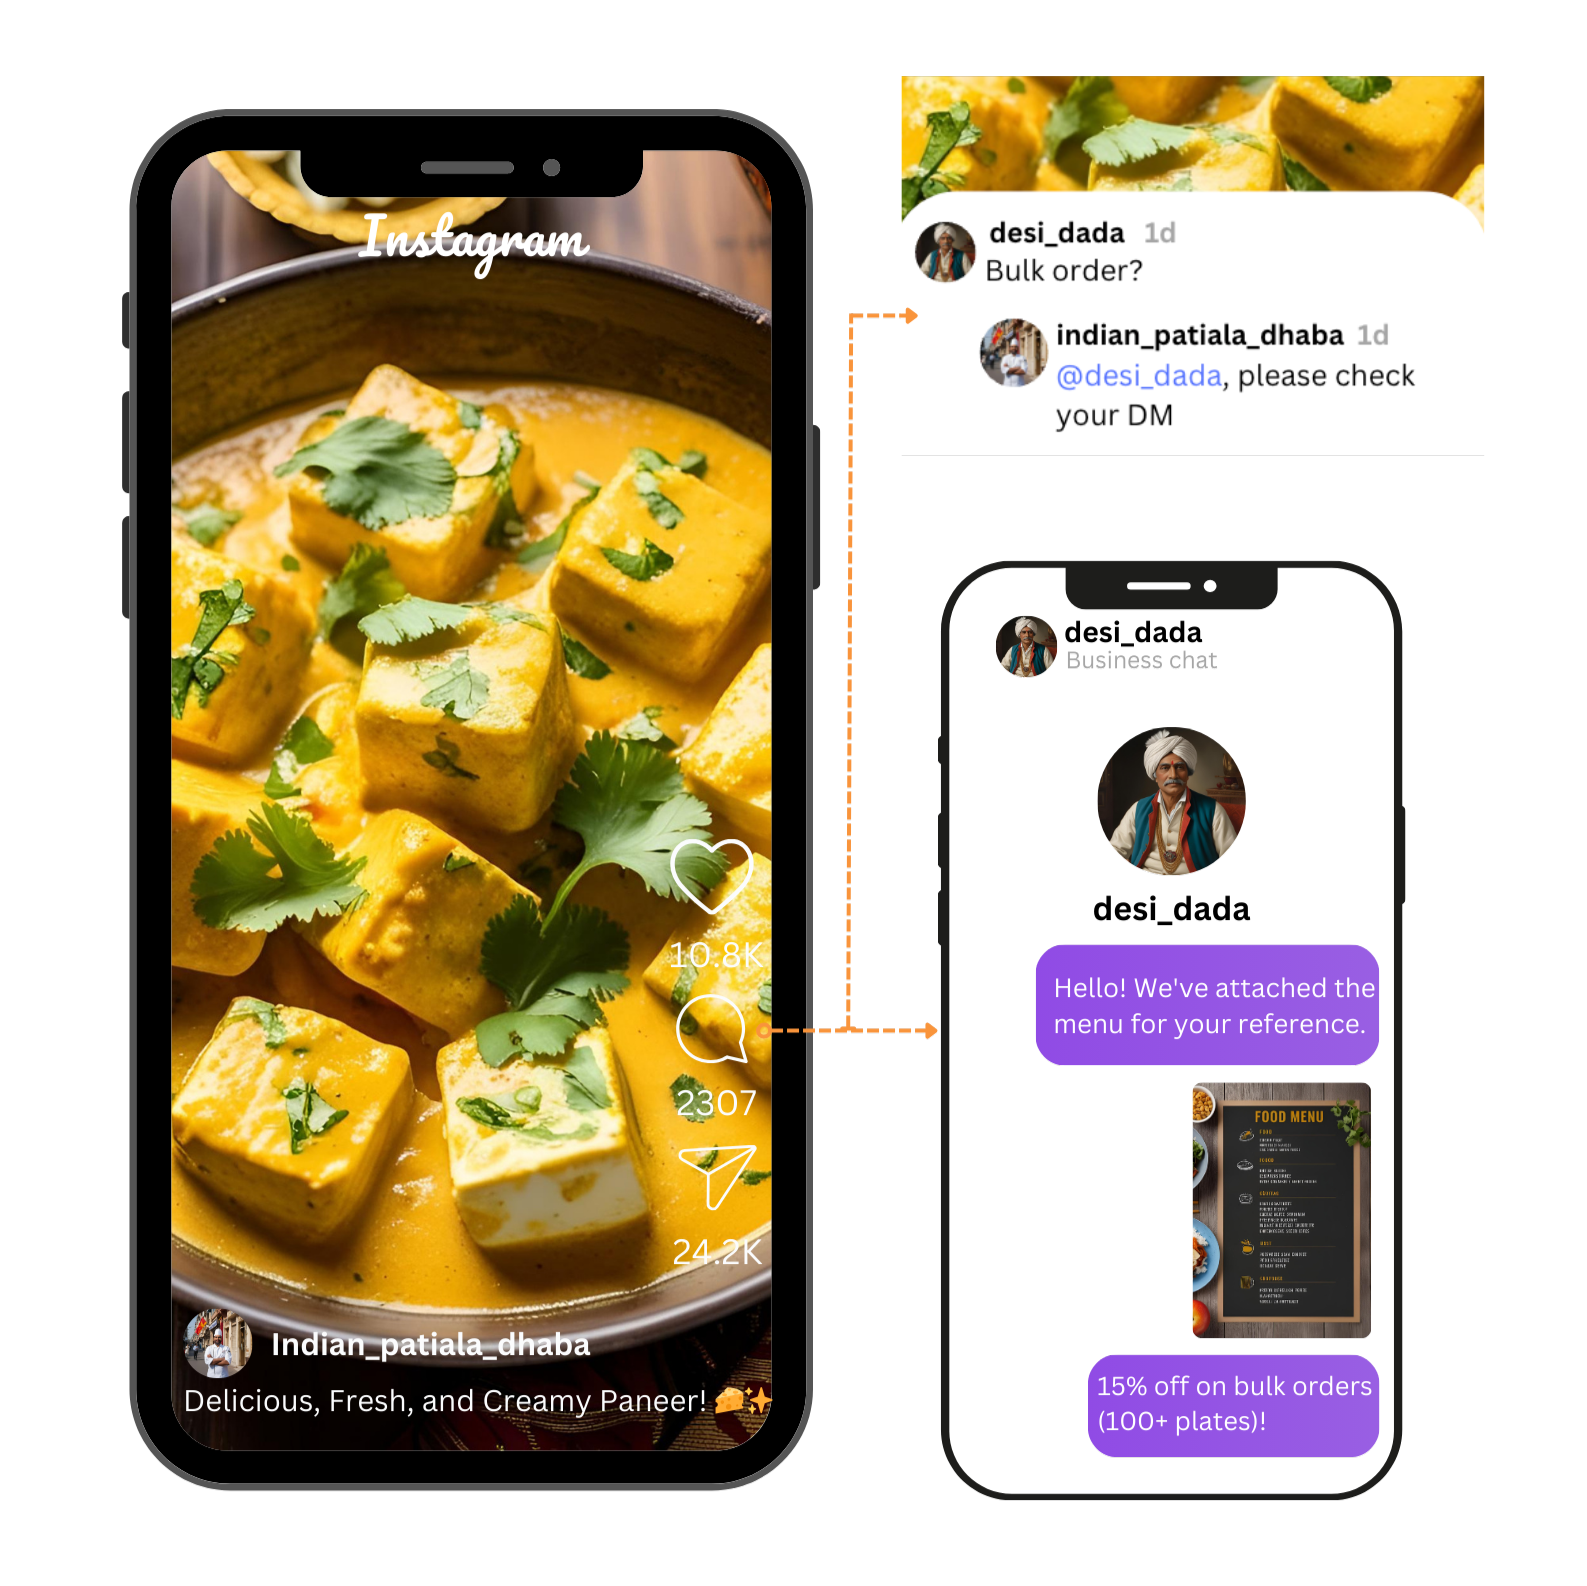 Instagram
10.8K
2307
24.2K
Indian_patiala_dhaba
Delicious, Fresh, and Creamy Paneer! 🧀✨
desi_dada 1d
Bulk order?
indian_patiala_dhaba 1d
@desi_dada, please check
your DM
desi_dada
Business chat
desi_dada
Hello! We've attached the
menu for your reference.
FOOD MENU
15% off on bulk orders
(100+ plates)!